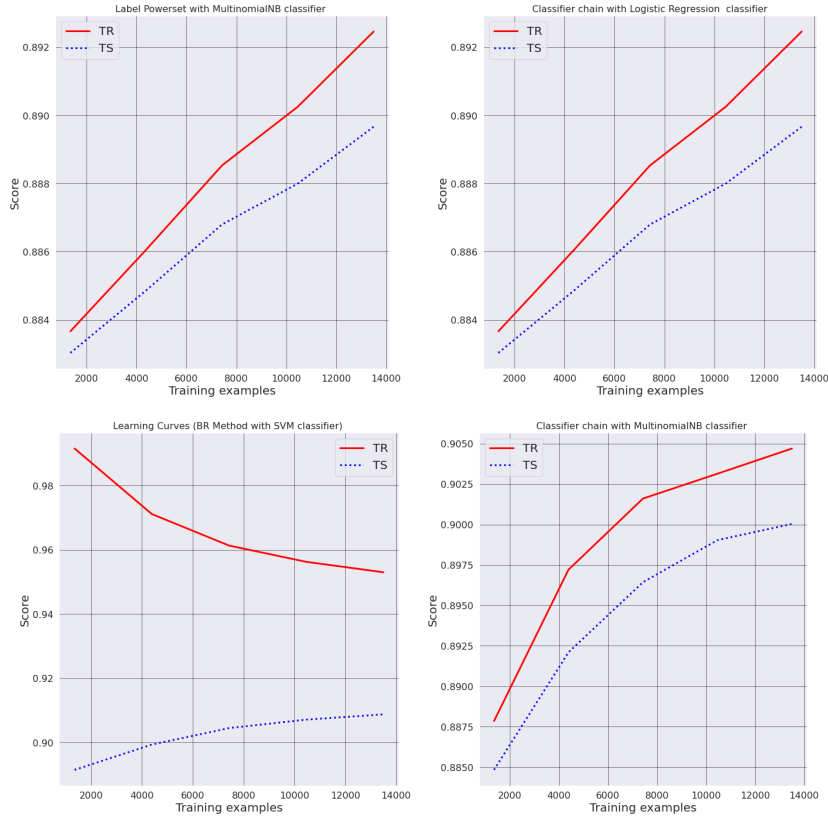 Label Powerset with MultinomialNB classifier
TR
TS
0.892
0.890
0.888
0.886
0.884
Score
2000 4000 6000 8000 10000 12000 14000
Training examples
Classifier chain with Logistic Regression classifier
TR
TS
0.892
0.890
0.888
0.886
0.884
Score
2000 4000 6000 8000 10000 12000 14000
Training examples
Learning Curves (BR Method with SVM classifier)
TR
TS
0.98
0.96
0.94
0.92
0.90
Score
2000 4000 6000 8000 10000 12000 14000
Training examples
Classifier chain with MultinomialNB classifier
TR
TS
0.9050
0.9025
0.9000
0.8975
0.8950
0.8925
0.8900
0.8875
0.8850
Score
2000 4000 6000 8000 10000 12000 14000
Training examples